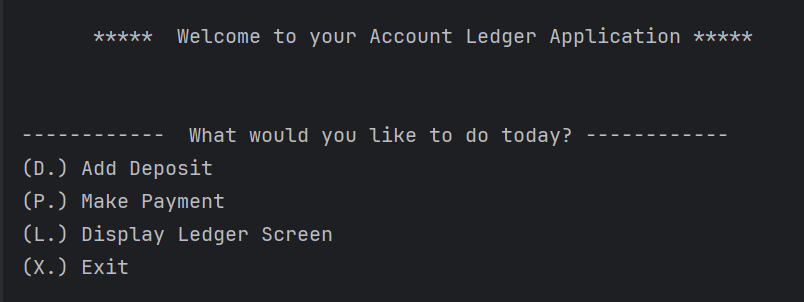 ***** Welcome to your Account Ledger Application *****
------------ What would you like to do today? ------------
(D.) Add Deposit
(P.) Make Payment
(L.) Display Ledger Screen
(X.) Exit